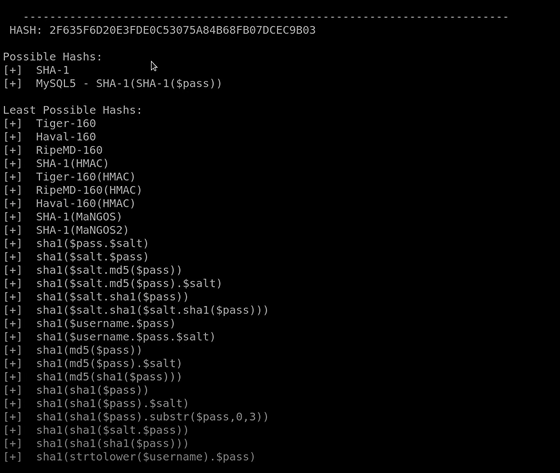 --------------------------------------------------------------------------
HASH: 2F635F6D20E3FDE0C53075A84B68FB07DCEC9B03
Possible Hashs:
[+] SHA-1
[+] MySQL5 - SHA-1(SHA-1($pass))
Least Possible Hashs:
[+] Tiger-160
[+] Haval-160
[+] RipeMD-160
[+] SHA-1(HMAC)
[+] Tiger-160(HMAC)
[+] RipeMD-160(HMAC)
[+] Haval-160(HMAC)
[+] SHA-1(MaNGOS)
[+] SHA-1(MaNGOS2)
[+] sha1($pass.$salt)
[+] sha1($salt.$pass)
[+] sha1($salt.md5($pass))
[+] sha1($salt.md5($pass).$salt)
[+] sha1($salt.sha1($pass))
[+] sha1($salt.sha1($salt.sha1($pass)))
[+] sha1($username.$pass)
[+] sha1($username.$pass.$salt)
[+] sha1(md5($pass))
[+] sha1(md5($pass).$salt)
[+] sha1(md5(sha1($pass)))
[+] sha1(sha1($pass))
[+] sha1(sha1($pass).$salt)
[+] sha1(sha1($pass).substr($pass,0,3))
[+] sha1(sha1($salt.$pass))
[+] sha1(sha1(sha1($pass)))
[+] sha1(strtolower($username).$pass)